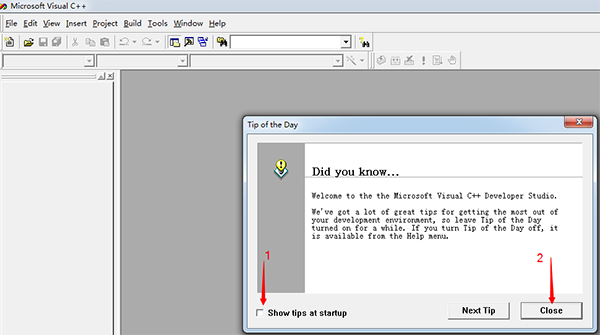 Microsoft Visual C++
File Edit View Insert Project Build Tools Window Help
Tip of the Day
Did you know...
Welcome to the the Microsoft Visual C++ Developer Studio.
We've got a lot of great tips for getting the most out of
your development environment, so leave Tip of the Day
turned on for a while. If you turn Tip of the Day off, it
is available from the Help menu.
1
2
Show tips at startup
Next Tip
Close